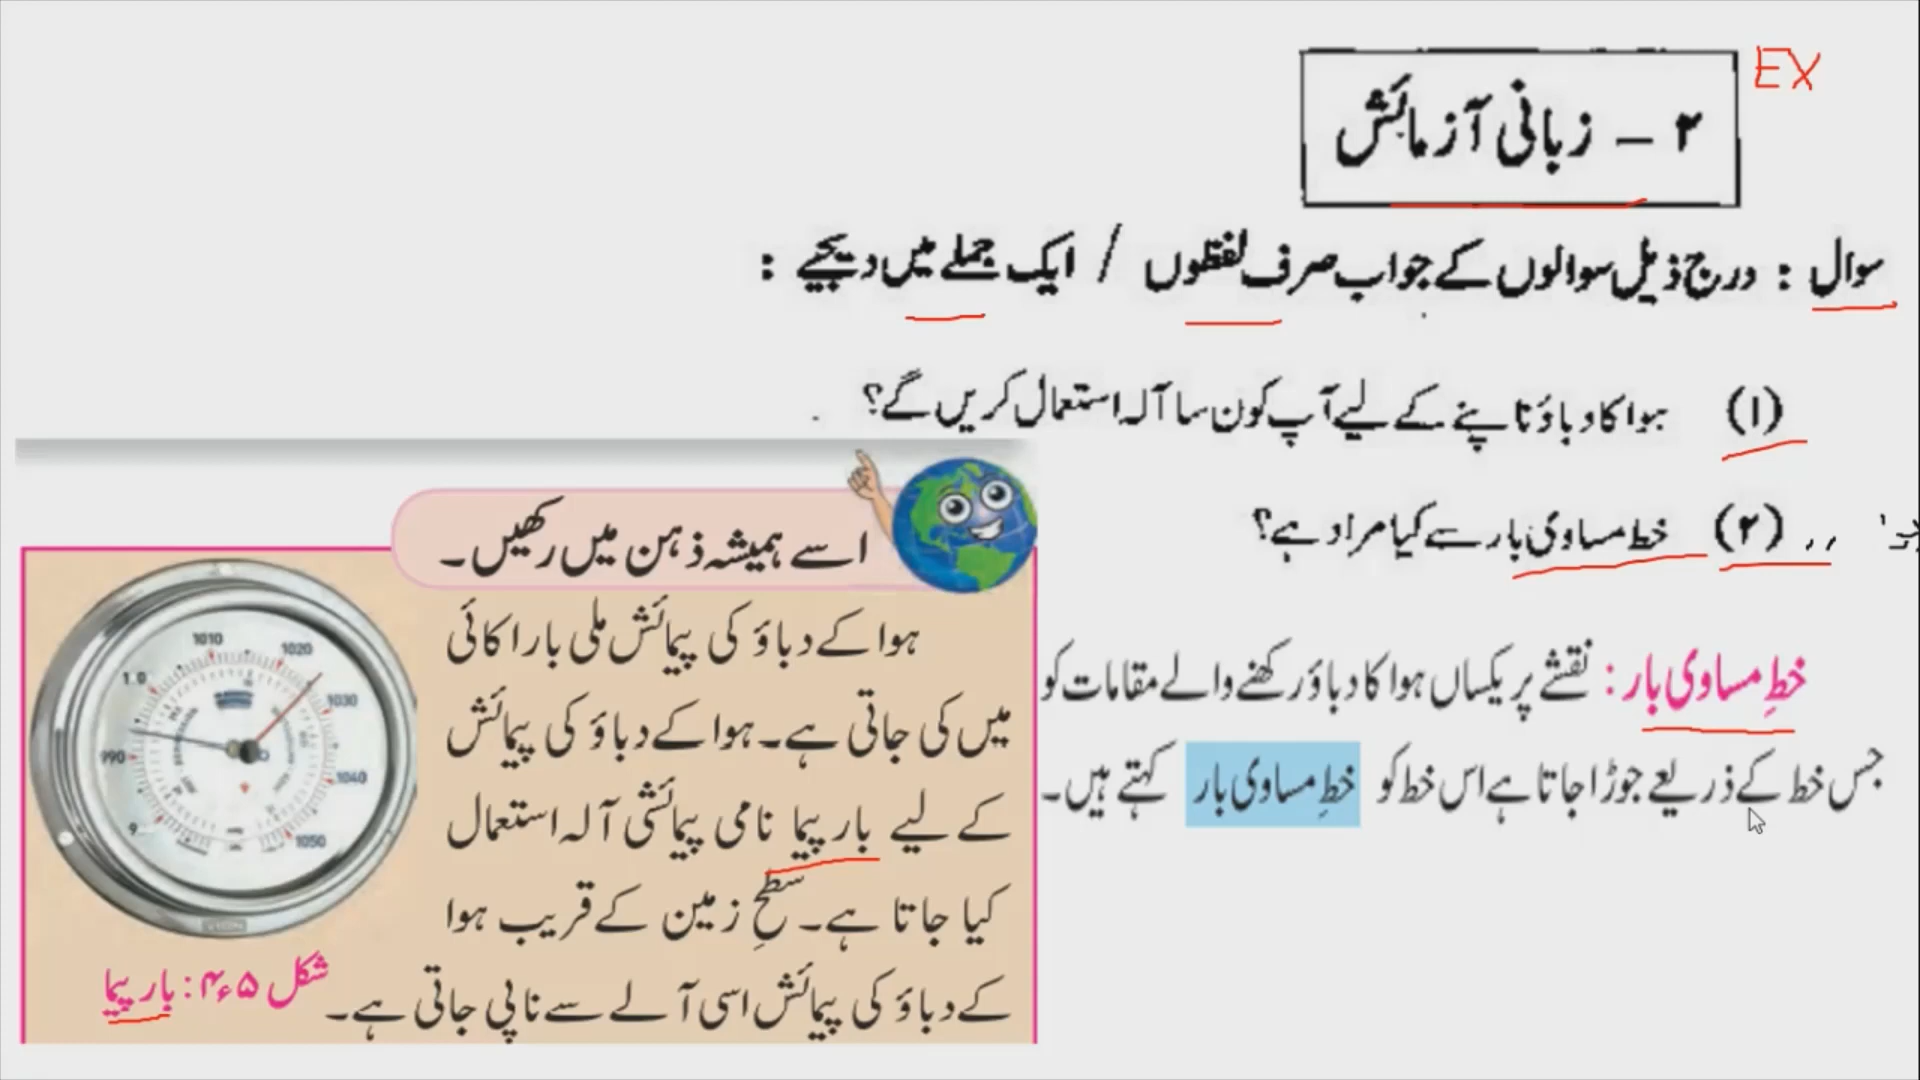 EX
۲ – زبانی آزمائش
سوال : درج ذیل سوالوں کے جواب صرف لفظوں / ایک جملے میں دیجیے :
(۱) ہوا کا دباؤ ناپنے کے لیے آپ کون سا آلہ استعمال کریں گے؟
(۲) خط مساوی بار سے کیا مراد ہے؟
خطِ مساوی بار : نقشے پر یکساں ہوا کا دباؤ رکھنے والے مقامات کو
جس خط کے ذریعے جوڑا جاتا ہے اس خط کو خطِ مساوی بار کہتے ہیں۔
اسے ہمیشہ ذہن میں رکھیں۔
ہوا کے دباؤ کی پیمائش ملی بار اکائی
میں کی جاتی ہے۔ ہوا کے دباؤ کی پیمائش
کے لیے بار پیما نامی پیمائشی آلہ استعمال
کیا جاتا ہے۔ سطحِ زمین کے قریب ہوا
کے دباؤ کی پیمائش اسی آلے سے ناپی جاتی ہے۔
شکل ۴ء۵ : بار پیما
1010
1020
1030
1040
1050
990